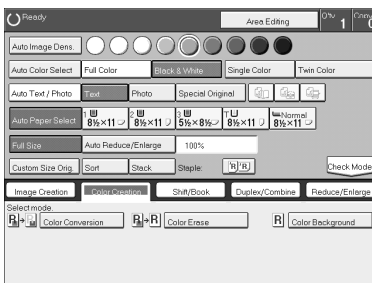 Ready Area Editing Q'ty 1
Auto Image Dens.
Auto Color Select Full Color Black & White Single Color Twin Color
Auto Text / Photo Text Photo Special Original
Auto Paper Select 1 8½×11 2 8½×11 3 5½×8½ T 8½×11 Normal 8½×11
Full Size Auto Reduce/Enlarge 100%
Custom Size Orig. Sort Stack Staple: R R Check Mode
Image Creation Color Creation Shift/Book Duplex/Combine Reduce/Enlarge
Select mode.
R R Color Conversion R R Color Erase R Color Background